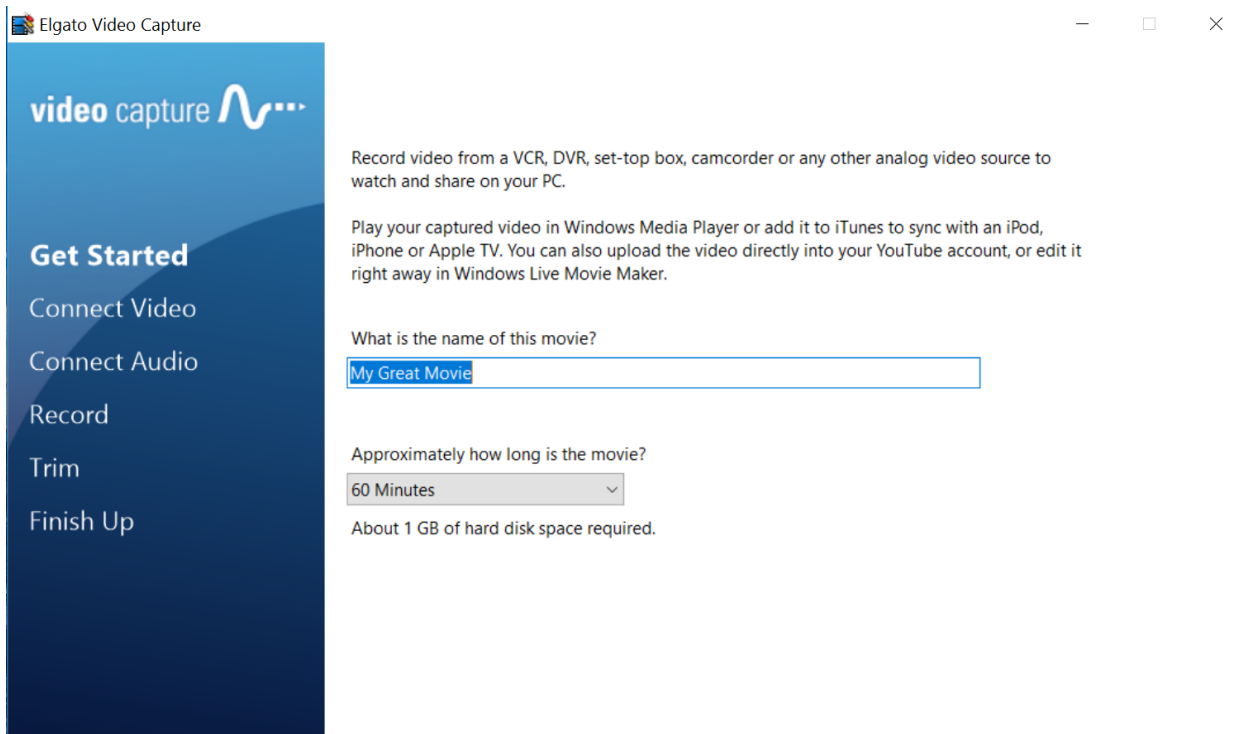 Elgato Video Capture
video capture
Get Started
Connect Video
Connect Audio
Record
Trim
Finish Up
Record video from a VCR, DVR, set-top box, camcorder or any other analog video source to
watch and share on your PC.
Play your captured video in Windows Media Player or add it to iTunes to sync with an iPod,
iPhone or Apple TV. You can also upload the video directly into your YouTube account, or edit it
right away in Windows Live Movie Maker.
What is the name of this movie?
My Great Movie
Approximately how long is the movie?
60 Minutes
About 1 GB of hard disk space required.